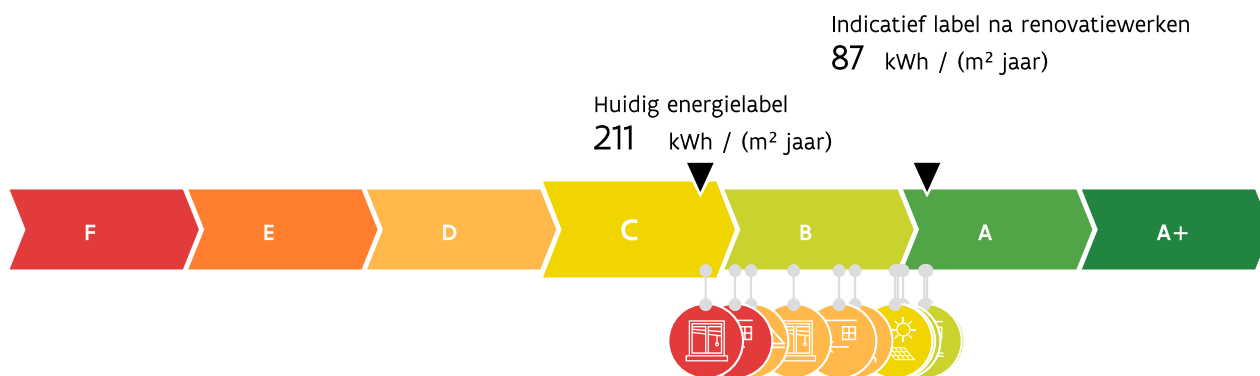 Indicatief label na renovatiewerken
87 kWh / (m² jaar)
Huidig energielabel
211 kWh / (m² jaar)
F E D C B A A+